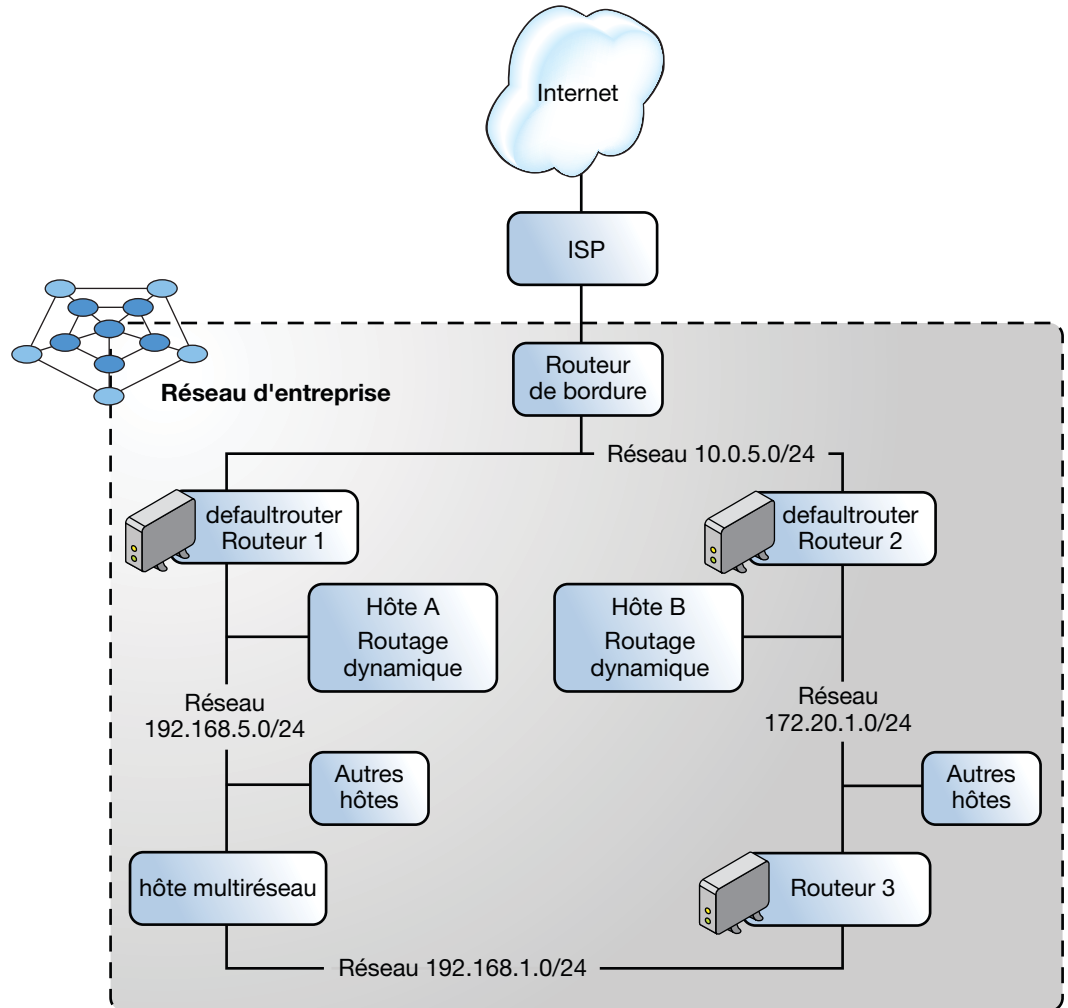 Internet
ISP
Routeur
de bordure
Réseau d'entreprise
Réseau 10.0.5.0/24
defaultrouter
Routeur 1
defaultrouter
Routeur 2
Hôte A
Routage
dynamique
Hôte B
Routage
dynamique
Réseau
192.168.5.0/24
Réseau
172.20.1.0/24
Autres
hôtes
Autres
hôtes
hôte multiréseau
Routeur 3
Réseau 192.168.1.0/24